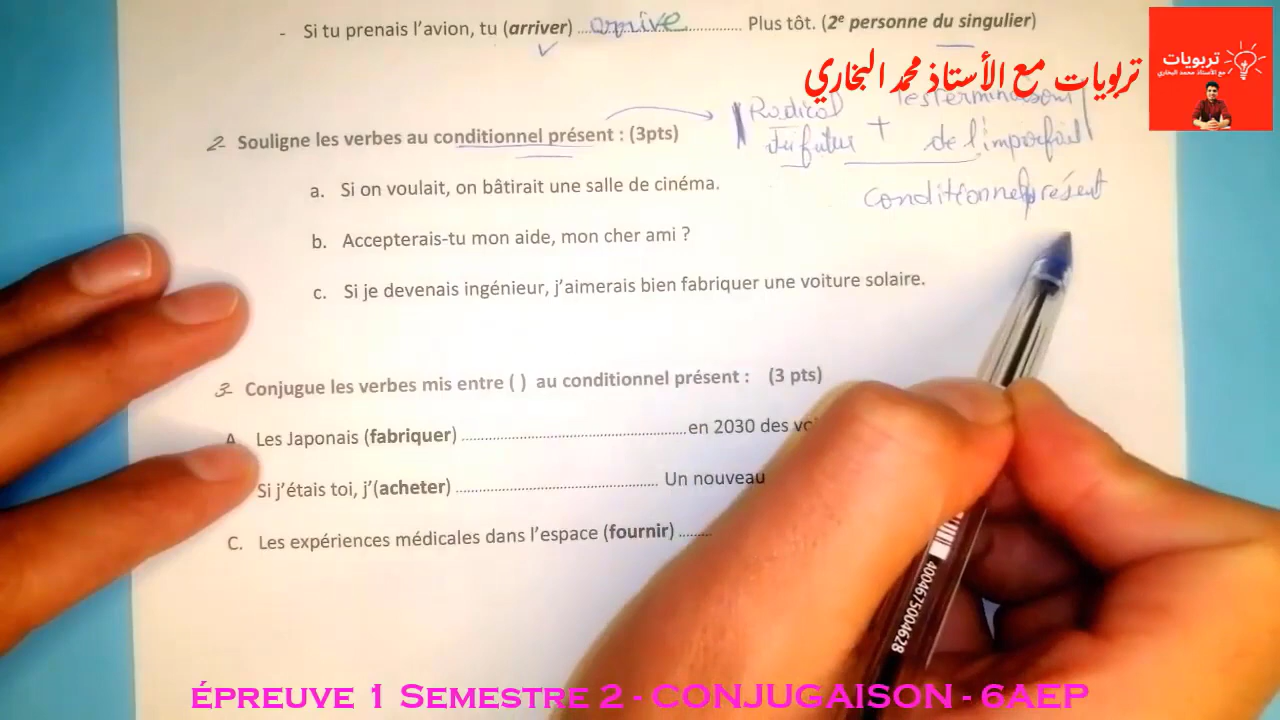 - Si tu prenais l'avion, tu (arriver) ........ arrive ........ Plus tôt. (2e personne du singulier)
تربويات مع الأستاذ محمد البخاري
تربويات
مع الأستاذ محمد البخاري
Radical + les terminaisons
du futur de l'imparfait
2- Souligne les verbes au conditionnel présent : (3pts)
conditionnel présent
a. Si on voulait, on bâtirait une salle de cinéma.
b. Accepterais-tu mon aide, mon cher ami ?
c. Si je devenais ingénieur, j'aimerais bien fabriquer une voiture solaire.
3- Conjugue les verbes mis entre ( ) au conditionnel présent : (3 pts)
A. Les Japonais (fabriquer) ........................ en 2030 des
Si j'étais toi, j'(acheter) ........................ Un nouveau
C. Les expériences médicales dans l'espace (fournir) ........
4004675004628
épreuve 1 Semestre 2 - CONJUGAISON - 6AEP